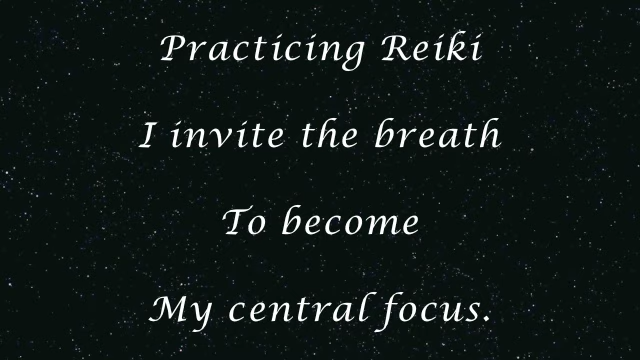 Practicing Reiki
I invite the breath
To become
My central focus.